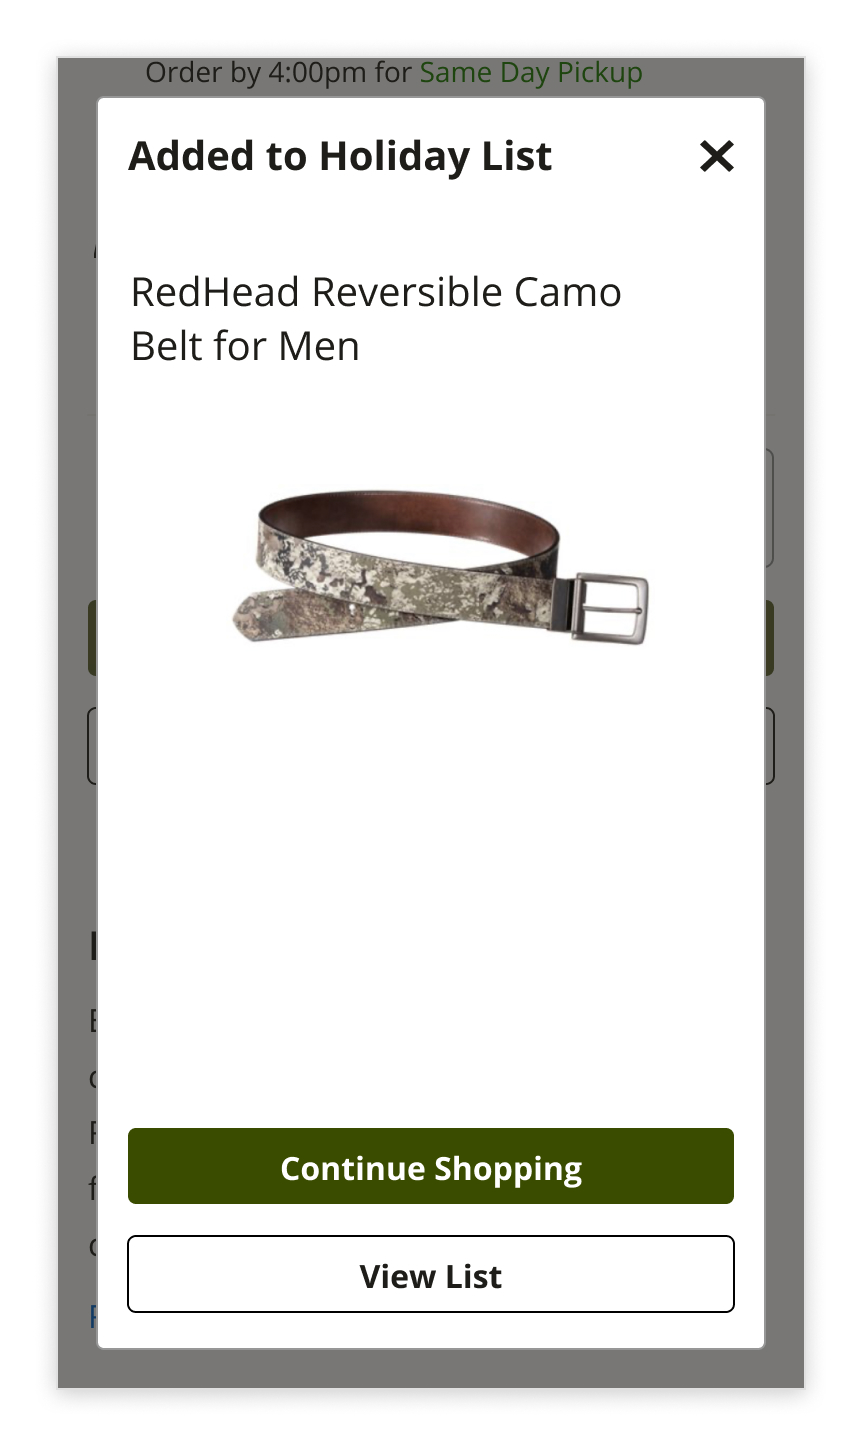 Order by 4:00pm for Same Day Pickup
Added to Holiday List
RedHead Reversible Camo
Belt for Men
Continue Shopping
View List